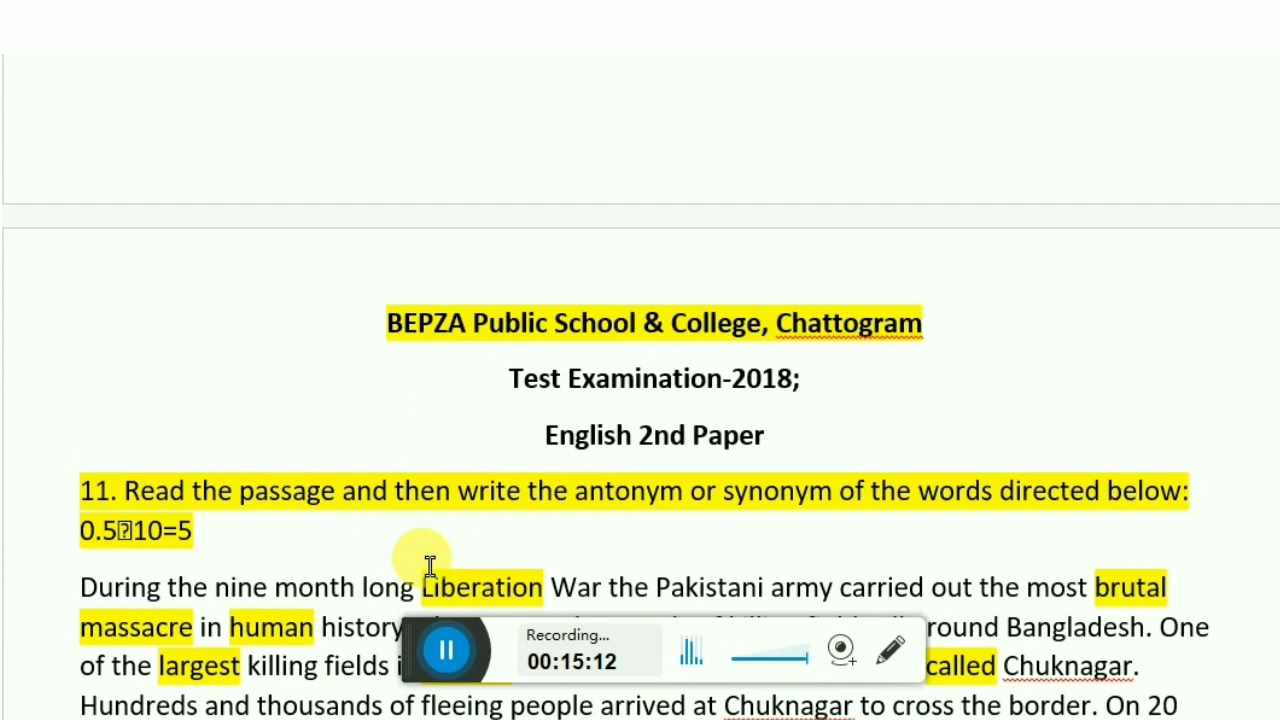 BEPZA Public School & College, Chattogram
Test Examination-2018;
English 2nd Paper
11. Read the passage and then write the antonym or synonym of the words directed below:
0.5⍰10=5
During the nine month long Liberation War the Pakistani army carried out the most brutal
massacre in human history round Bangladesh. One
of the largest killing fields called Chuknagar.
Recording...
00:15:12
Hundreds and thousands of fleeing people arrived at Chuknagar to cross the border. On 20